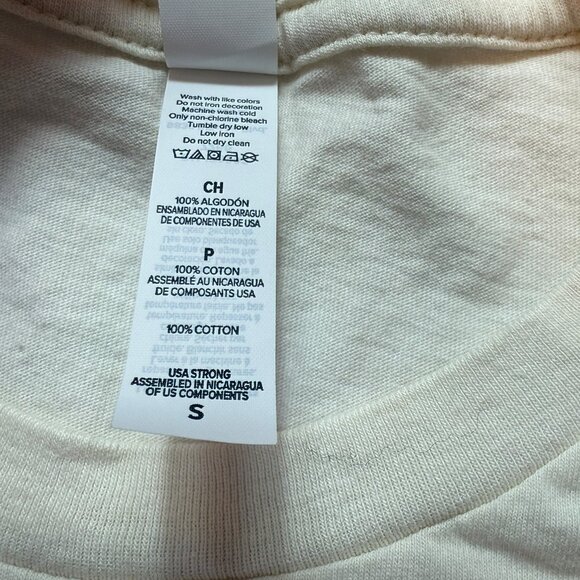 Wash with like colors
Do not iron decoration
Machine wash cold
Only non-chlorine bleach
Tumble dry low
Low iron
Do not dry clean
CH
100% ALGODÓN
ENSAMBLADO EN NICARAGUA
DE COMPONENTES DE USA
P
100% COTON
ASSEMBLÉ AU NICARAGUA
DE COMPOSANTS USA
100% COTTON
USA STRONG
ASSEMBLED IN NICARAGUA
OF US COMPONENTS
S